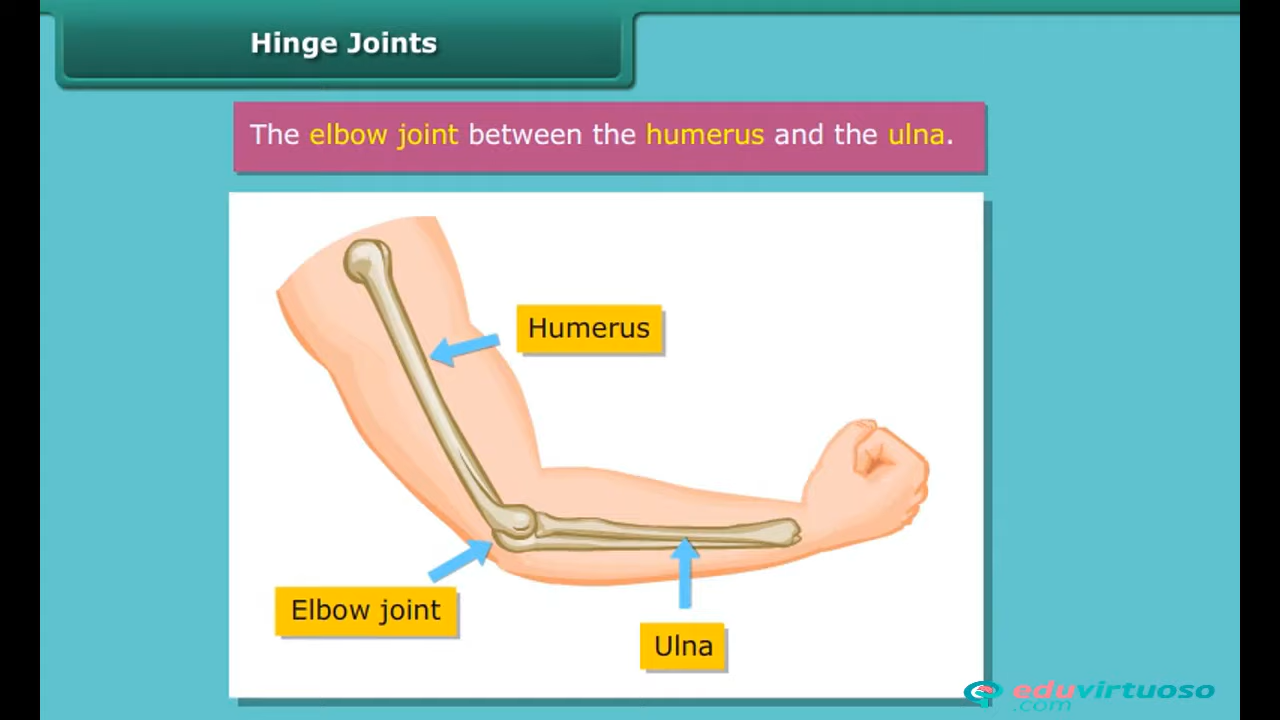 Hinge Joints
The elbow joint between the humerus and the ulna.
Humerus
Elbow joint
Ulna
eduvirtuoso
.com